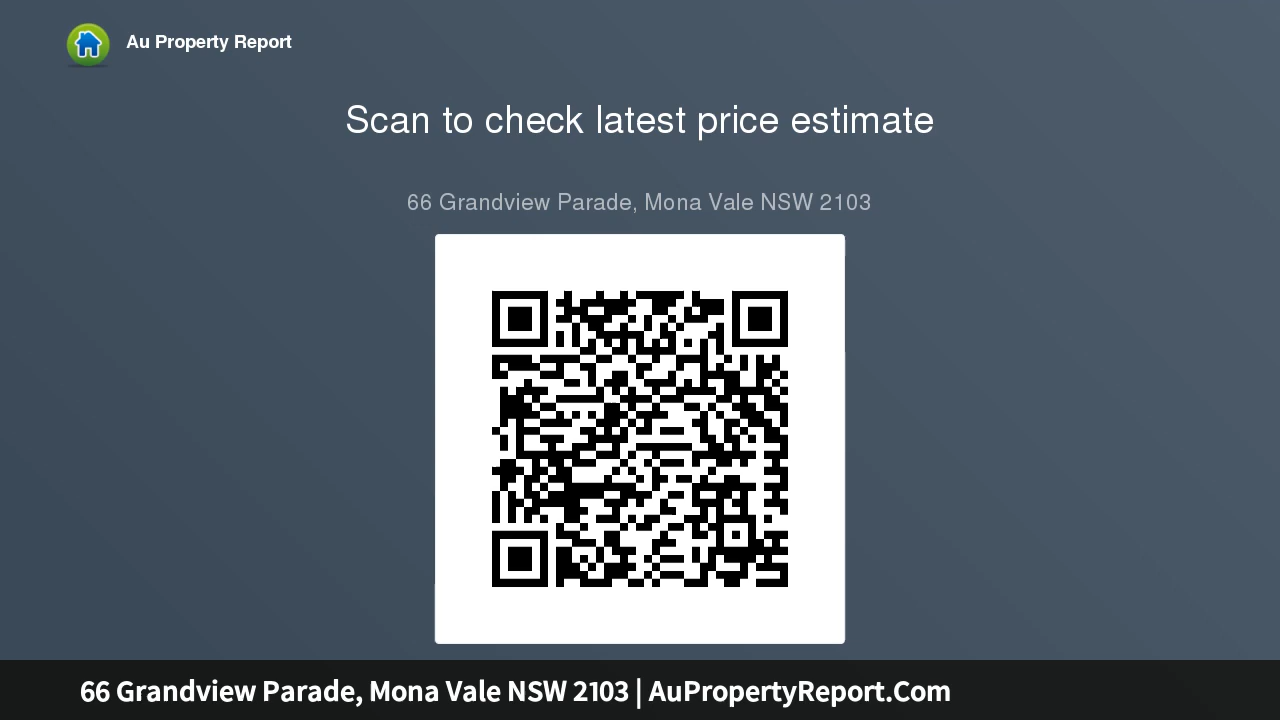 Au Property Report
Scan to check latest price estimate
66 Grandview Parade, Mona Vale NSW 2103
66 Grandview Parade, Mona Vale NSW 2103 | AuPropertyReport.Com